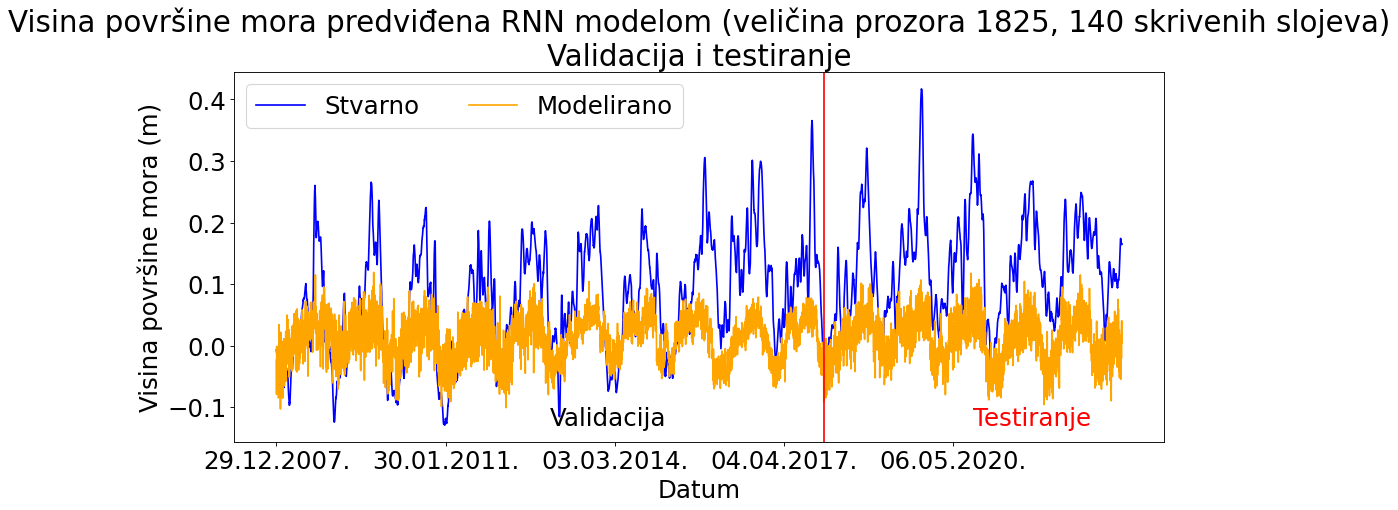 Visina površine mora predviđena RNN modelom (veličina prozora 1825, 140 skrivenih slojeva)
Validacija i testiranje
Stvarno Modelirano
Visina površine mora (m)
0.4
0.3
0.2
0.1
0.0
−0.1
Validacija Testiranje
29.12.2007. 30.01.2011. 03.03.2014. 04.04.2017. 06.05.2020.
Datum